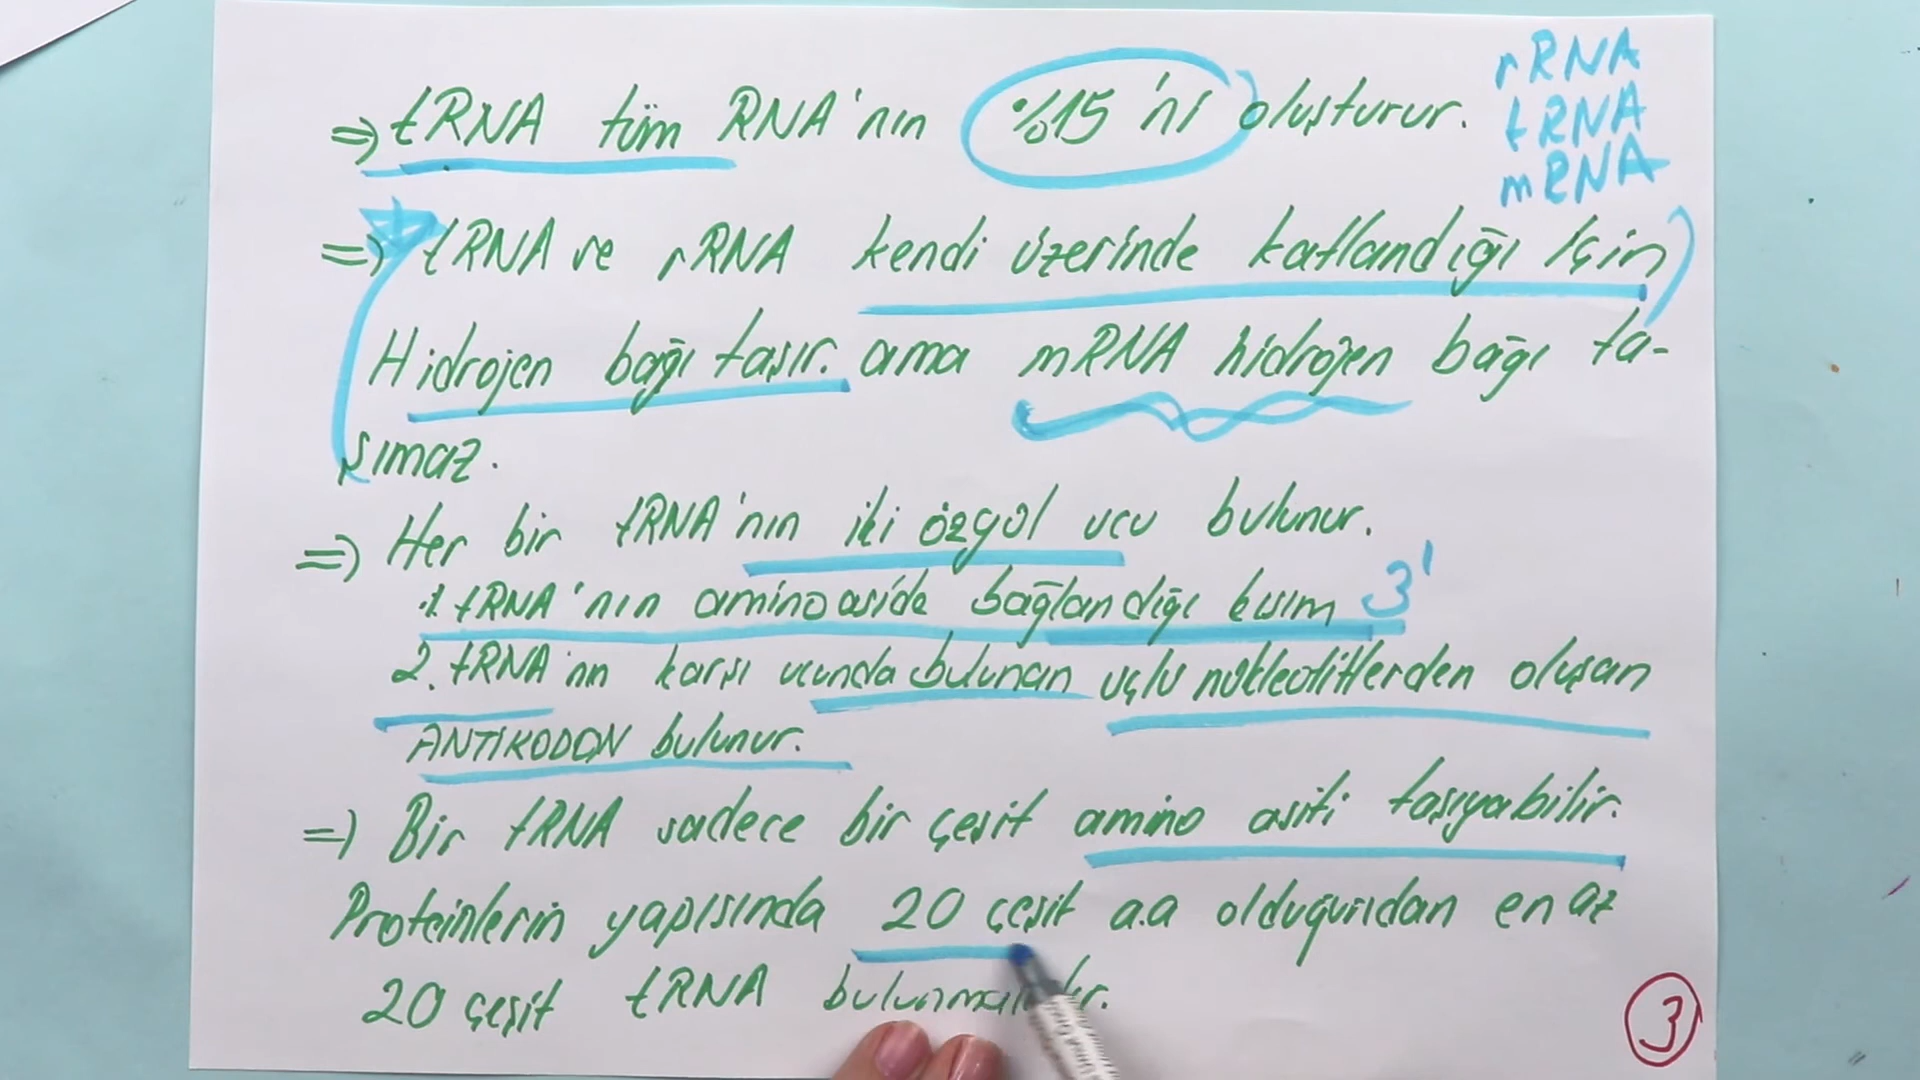 ⇒ tRNA tüm RNA'nın %15'ni oluşturur.
rRNA
tRNA
mRNA
⇒ tRNA ve rRNA kendi üzerinde katlandığı için
Hidrojen bağı taşır. ama mRNA hidrojen bağı ta-
şımaz.
⇒ Her bir tRNA'nın iki özgül ucu bulunur.
.1 tRNA'nın amino aside bağlandığı kısım 3'
2. tRNA'nın karşı ucunda bulunan üçlü nükleotitlerden oluşan
ANTİKODON bulunur.
⇒ Bir tRNA sadece bir çeşit amino asiti taşıyabilir.
Proteinlerin yapısında 20 çeşit a.a olduğundan en az
20 çeşit tRNA
3